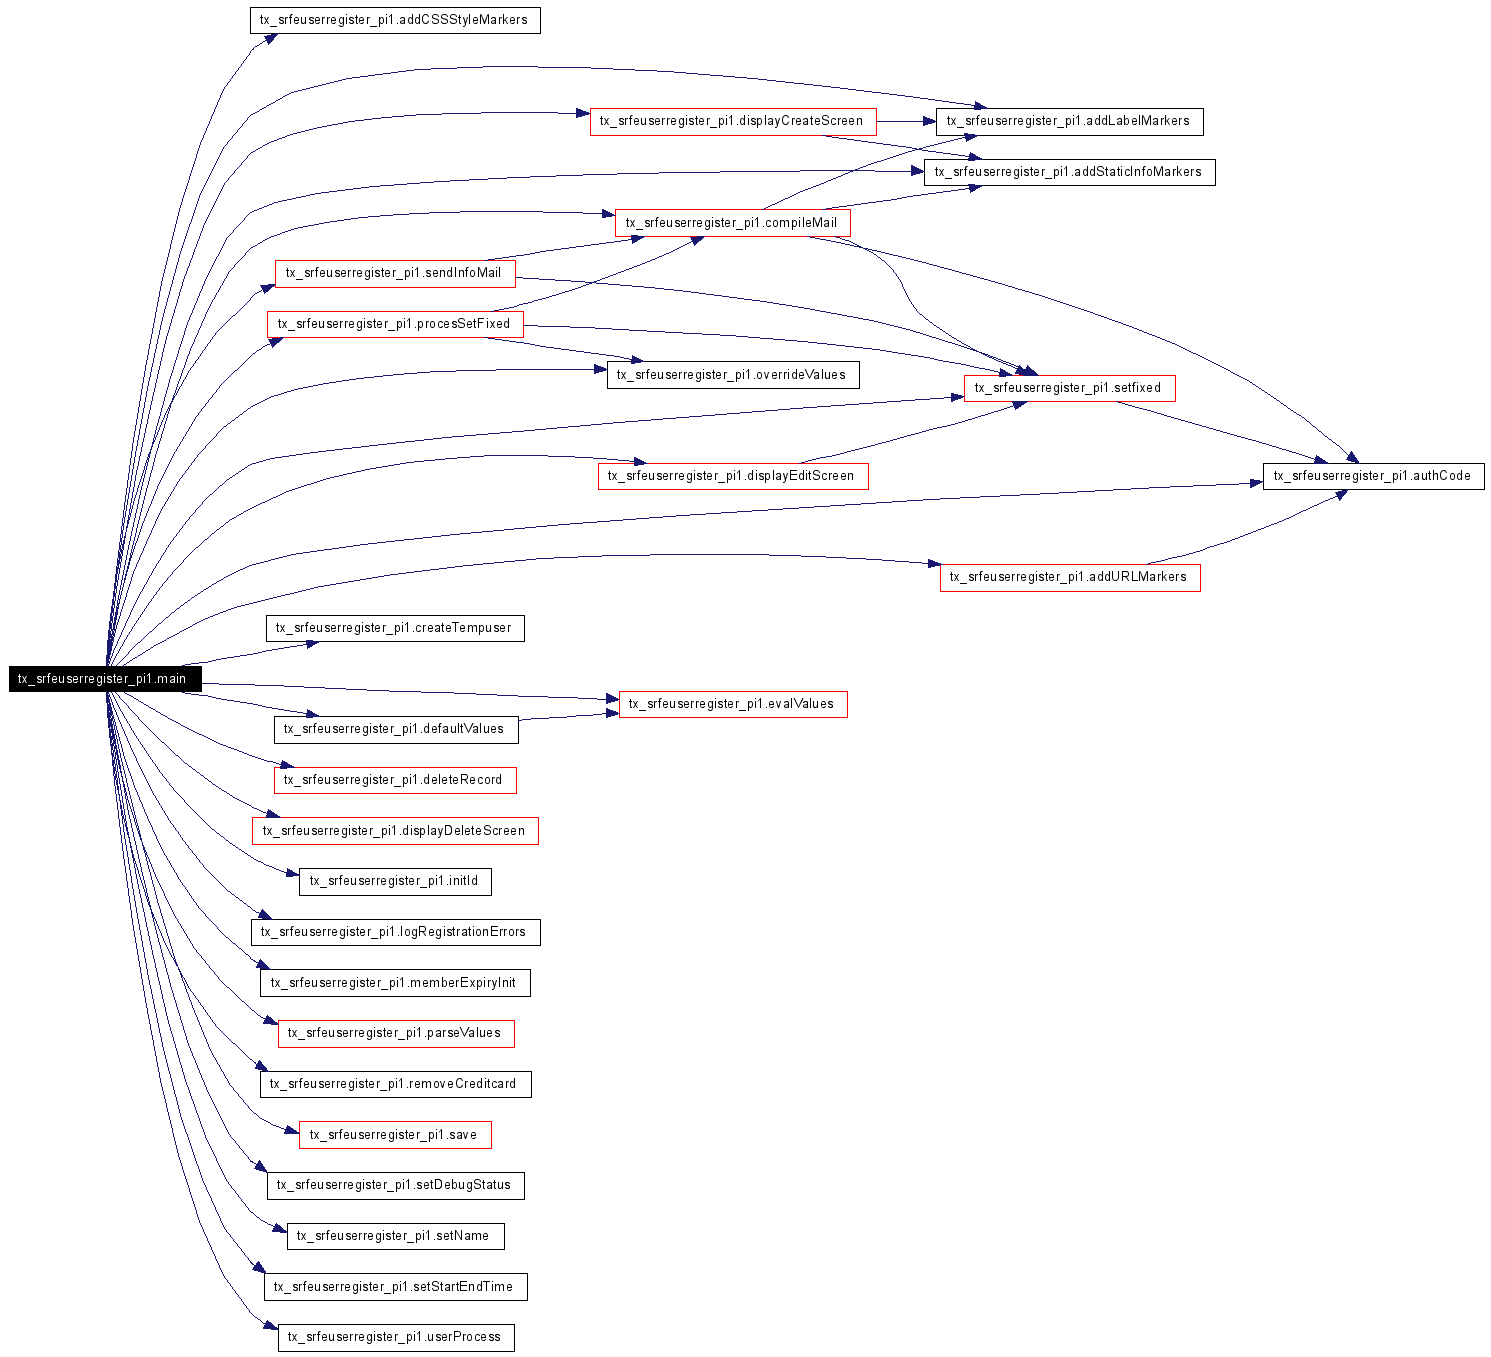 tx_srfeuserregister_pi1.addCSSStyleMarkers
tx_srfeuserregister_pi1.displayCreateScreen
tx_srfeuserregister_pi1.addLabelMarkers
tx_srfeuserregister_pi1.addStaticInfoMarkers
tx_srfeuserregister_pi1.compileMail
tx_srfeuserregister_pi1.sendInfoMail
tx_srfeuserregister_pi1.procesSetFixed
tx_srfeuserregister_pi1.overrideValues
tx_srfeuserregister_pi1.setfixed
tx_srfeuserregister_pi1.displayEditScreen
tx_srfeuserregister_pi1.authCode
tx_srfeuserregister_pi1.addURLMarkers
tx_srfeuserregister_pi1.createTempuser
tx_srfeuserregister_pi1.main
tx_srfeuserregister_pi1.evalValues
tx_srfeuserregister_pi1.defaultValues
tx_srfeuserregister_pi1.deleteRecord
tx_srfeuserregister_pi1.displayDeleteScreen
tx_srfeuserregister_pi1.initId
tx_srfeuserregister_pi1.logRegistrationErrors
tx_srfeuserregister_pi1.memberExpiryInit
tx_srfeuserregister_pi1.parseValues
tx_srfeuserregister_pi1.removeCreditcard
tx_srfeuserregister_pi1.save
tx_srfeuserregister_pi1.setDebugStatus
tx_srfeuserregister_pi1.setName
tx_srfeuserregister_pi1.setStartEndTime
tx_srfeuserregister_pi1.userProcess